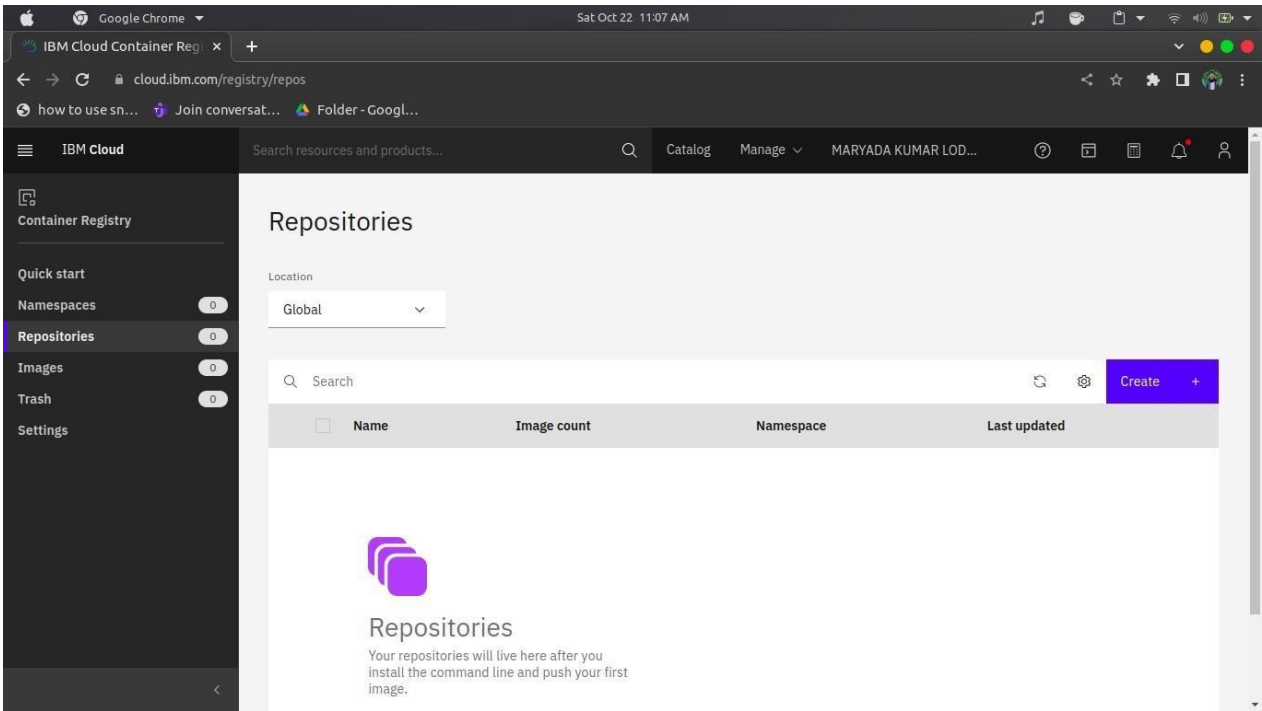 Google Chrome
Sat Oct 22 11:07 AM
IBM Cloud Container Regi
cloud.ibm.com/registry/repos
how to use sn... Join conversat... Folder - Googl...
IBM Cloud
Search resources and products...
Catalog Manage MARYADA KUMAR LOD...
Container Registry
Quick start
Namespaces 0
Repositories 0
Images 0
Trash 0
Settings
Repositories
Location
Global
Search
Create +
Name Image count Namespace Last updated
Repositories
Your repositories will live here after you
install the command line and push your first
image.